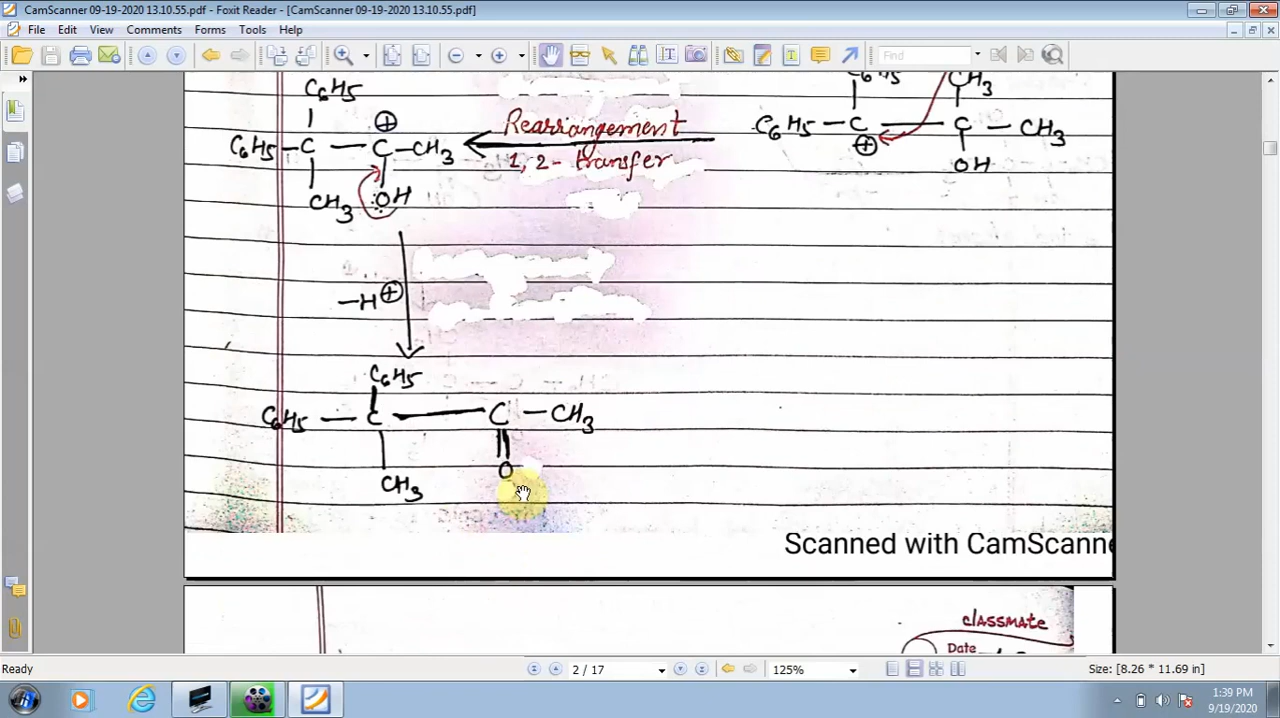 CamScanner 09-19-2020 13.10.55.pdf - Foxit Reader - [CamScanner 09-19-2020 13.10.55.pdf]
File Edit View Comments Forms Tools Help
Find
C6H5
⊕
C6H5 – C — C – CH3
CH3 :OH
Rearrangement
1, 2 - transfer
C6H5 CH3
C6H5 – C — C – CH3
⊕ OH
–H⊕
C6H5
C6H5 — C — C – CH3
CH3 O
Scanned with CamScanne
classmate
Date
Ready
2 / 17
125%
Size: [8.26 * 11.69 in]
1:39 PM
9/19/2020